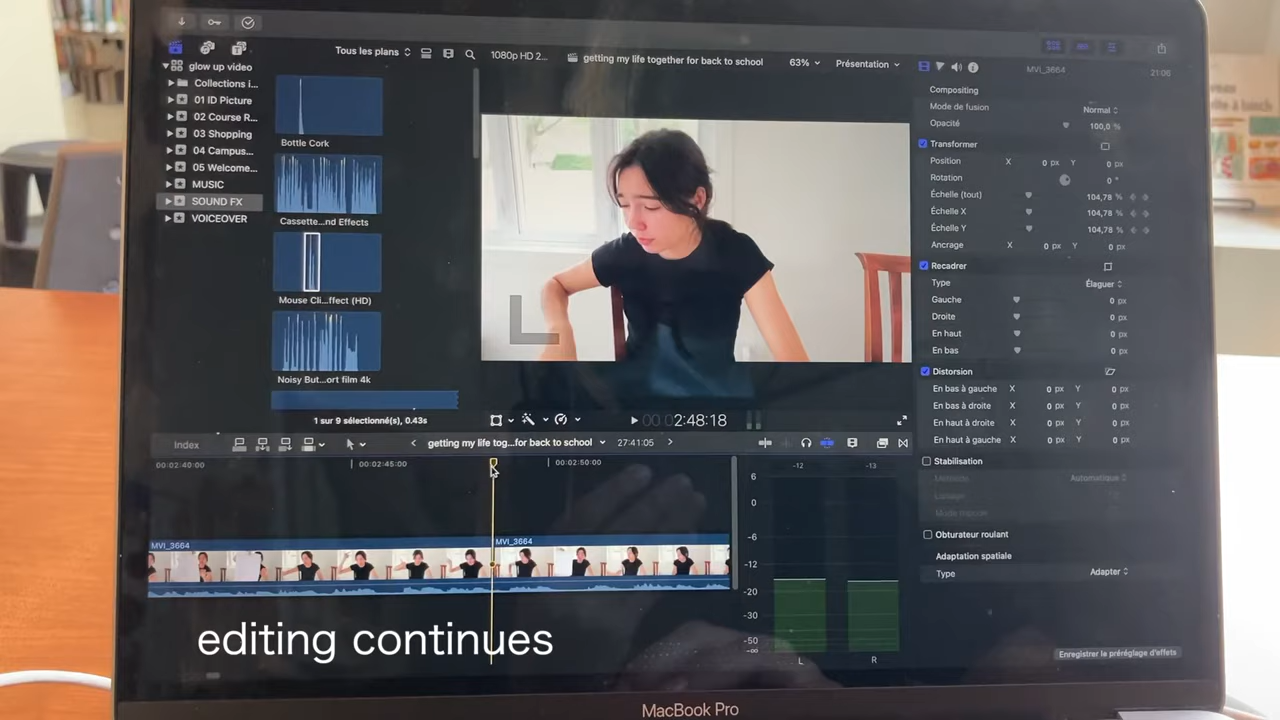 Tous les plans
1080p HD 2...
getting my life together for back to school
63%
Présentation
MVI_3664
21:06
glow up video
Collections i...
01 ID Picture
02 Course R...
03 Shopping
04 Campus...
05 Welcome...
MUSIC
SOUND FX
VOICEOVER
Bottle Cork
Cassette...nd Effects
Mouse Cli...ffect (HD)
Noisy But...ort film 4k
1 sur 9 sélectionné(s), 0.43s
00:00:02:48:18
Compositing
Mode de fusion Normal
Opacité 100,0 %
Transformer
Position X 0 px Y 0 px
Rotation 0 °
Échelle (tout) 104,78 %
Échelle X 104,78 %
Échelle Y 104,78 %
Ancrage X 0 px Y 0 px
Recadrer
Type Élaguer
Gauche 0 px
Droite 0 px
En haut 0 px
En bas 0 px
Distorsion
En bas à gauche X 0 px Y 0 px
En bas à droite X 0 px Y 0 px
En haut à droite X 0 px Y 0 px
En haut à gauche X 0 px Y 0 px
Stabilisation
Automatique
Obturateur roulant
Adaptation spatiale
Type Adapter
Enregistrer le préréglage d'effets
Index
getting my life tog...for back to school
27:41:05
00:02:40:00
00:02:45:00
00:02:50:00
MVI_3664
MVI_3664
-12 -13
6
0
-6
-12
-20
-30
-50
-∞
L R
editing continues
MacBook Pro